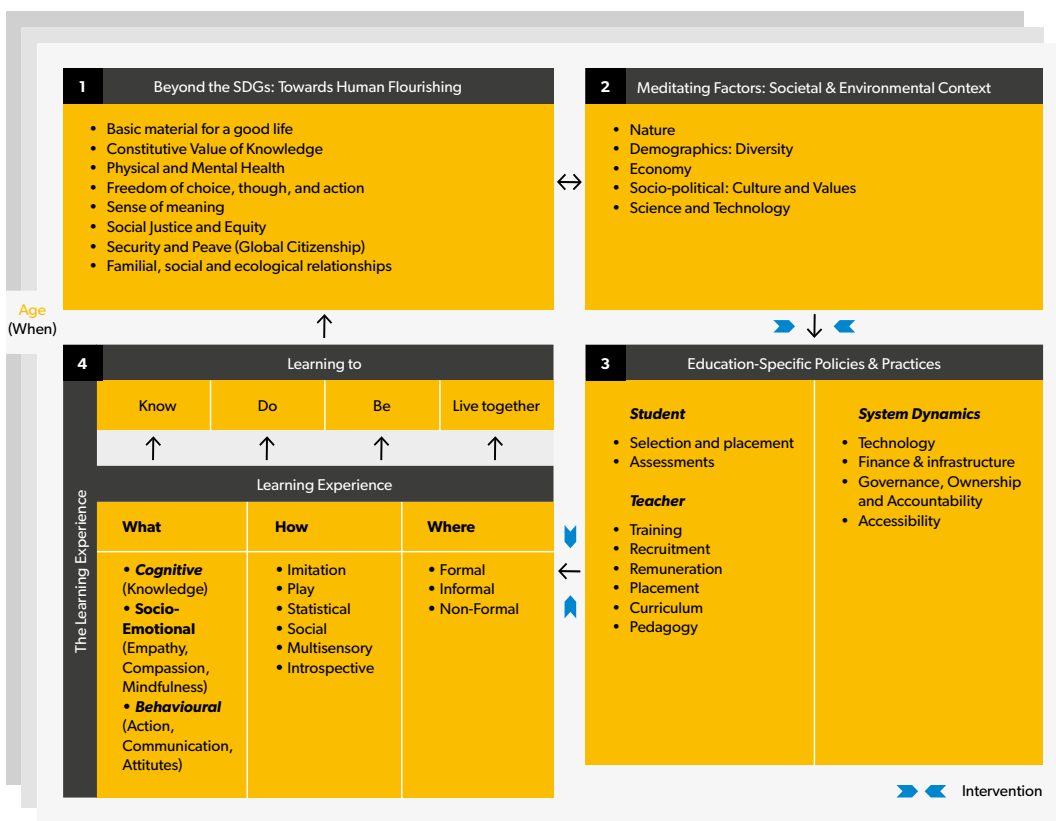 1
Beyond the SDGs: Towards Human Flourishing
• Basic material for a good life
• Constitutive Value of Knowledge
• Physical and Mental Health
• Freedom of choice, though, and action
• Sense of meaning
• Social Justice and Equity
• Security and Peave (Global Citizenship)
• Familial, social and ecological relationships
2
Meditating Factors: Societal & Environmental Context
• Nature
• Demographics: Diversity
• Economy
• Socio-political: Culture and Values
• Science and Technology
Age
(When)
4
Learning to
Know
Do
Be
Live together
The Learning Experience
Learning Experience
What
• Cognitive
(Knowledge)
• Socio-
Emotional
(Empathy,
Compassion,
Mindfulness)
• Behavioural
(Action,
Communication,
Attitutes)
How
• Imitation
• Play
• Statistical
• Social
• Multisensory
• Introspective
Where
• Formal
• Informal
• Non-Formal
3
Education-Specific Policies & Practices
Student
• Selection and placement
• Assessments
Teacher
• Training
• Recruitment
• Remuneration
• Placement
• Curriculum
• Pedagogy
System Dynamics
• Technology
• Finance & infrastructure
• Governance, Ownership
and Accountability
• Accessibility
Intervention